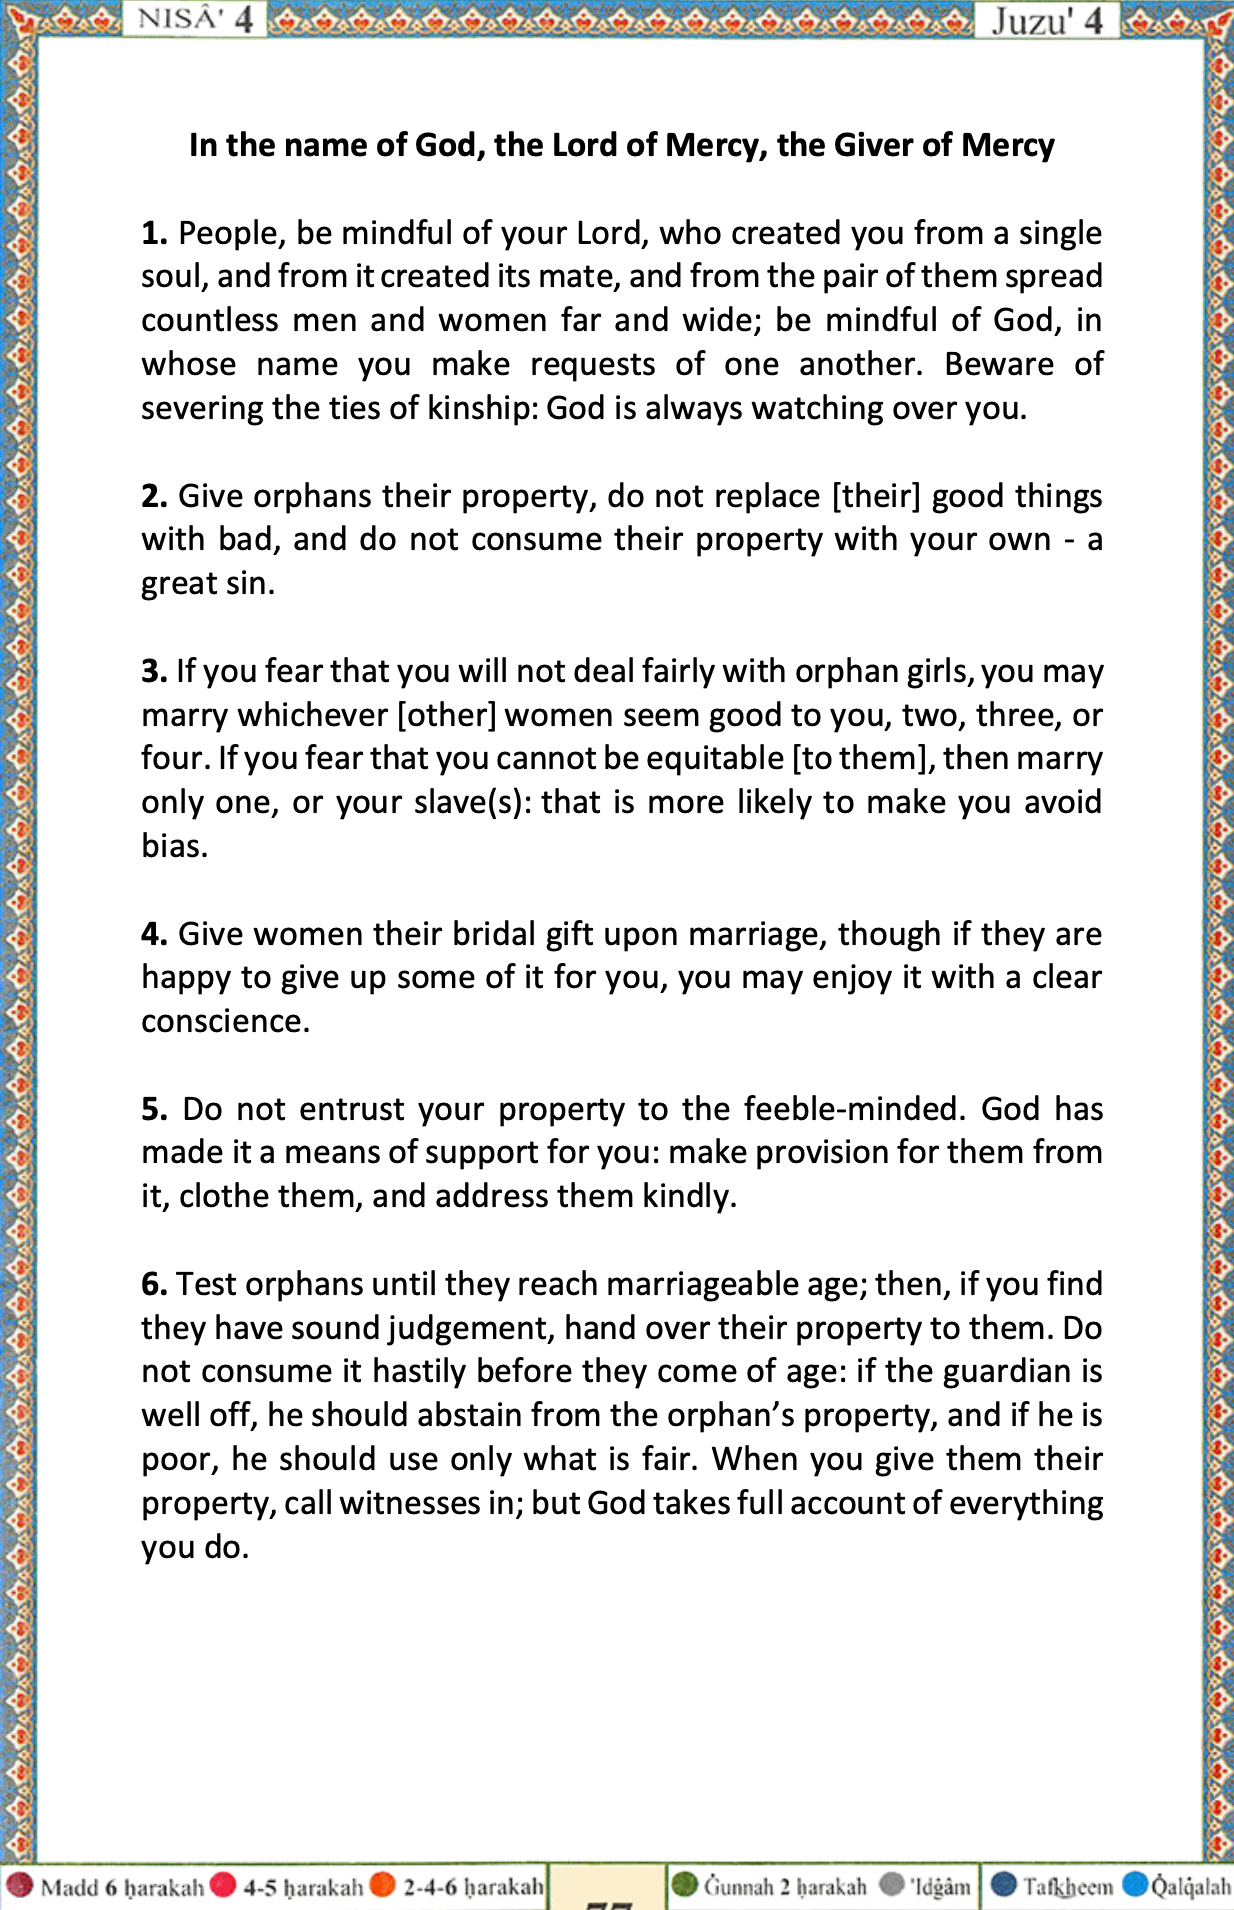 NISÂ' 4 Juzu' 4
In the name of God, the Lord of Mercy, the Giver of Mercy
1. People, be mindful of your Lord, who created you from a single
soul, and from it created its mate, and from the pair of them spread
countless men and women far and wide; be mindful of God, in
whose name you make requests of one another. Beware of
severing the ties of kinship: God is always watching over you.
2. Give orphans their property, do not replace [their] good things
with bad, and do not consume their property with your own - a
great sin.
3. If you fear that you will not deal fairly with orphan girls, you may
marry whichever [other] women seem good to you, two, three, or
four. If you fear that you cannot be equitable [to them], then marry
only one, or your slave(s): that is more likely to make you avoid
bias.
4. Give women their bridal gift upon marriage, though if they are
happy to give up some of it for you, you may enjoy it with a clear
conscience.
5. Do not entrust your property to the feeble-minded. God has
made it a means of support for you: make provision for them from
it, clothe them, and address them kindly.
6. Test orphans until they reach marriageable age; then, if you find
they have sound judgement, hand over their property to them. Do
not consume it hastily before they come of age: if the guardian is
well off, he should abstain from the orphan’s property, and if he is
poor, he should use only what is fair. When you give them their
property, call witnesses in; but God takes full account of everything
you do.
Madd 6 ḥarakah 4-5 ḥarakah 2-4-6 ḥarakah Ġunnah 2 ḥarakah 'Idġâm Tafkheem Q̇alq̇alah